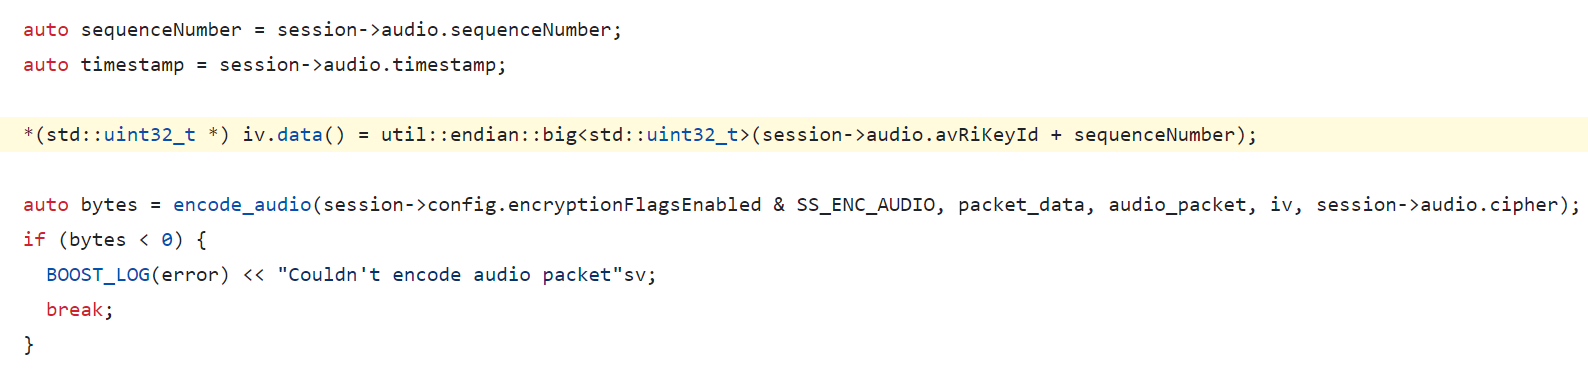 auto sequenceNumber = session->audio.sequenceNumber;
auto timestamp = session->audio.timestamp;
*(std::uint32_t *) iv.data() = util::endian::big<std::uint32_t>(session->audio.avRiKeyId + sequenceNumber);
auto bytes = encode_audio(session->config.encryptionFlagsEnabled & SS_ENC_AUDIO, packet_data, audio_packet, iv, session->audio.cipher);
if (bytes < 0) {
BOOST_LOG(error) << "Couldn't encode audio packet"sv;
break;
}